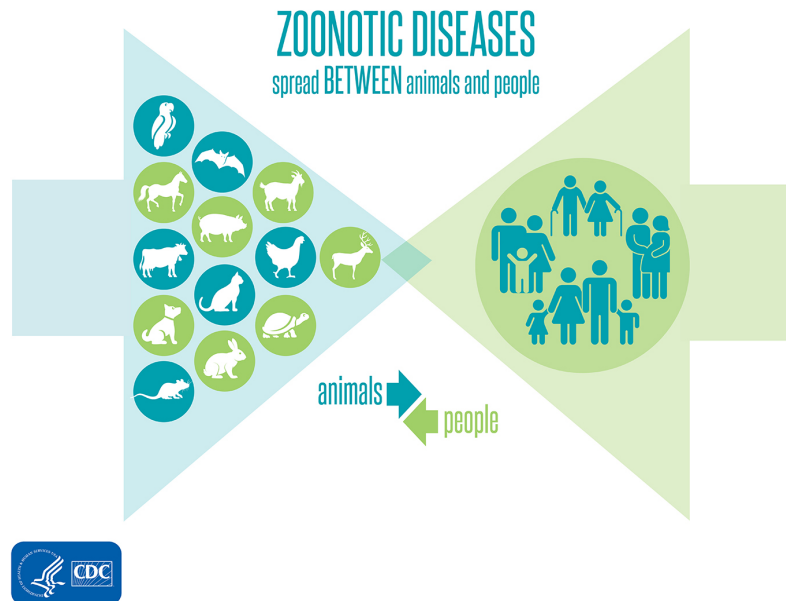 ZOONOTIC DISEASES
spread BETWEEN animals and people
animals
people
CDC